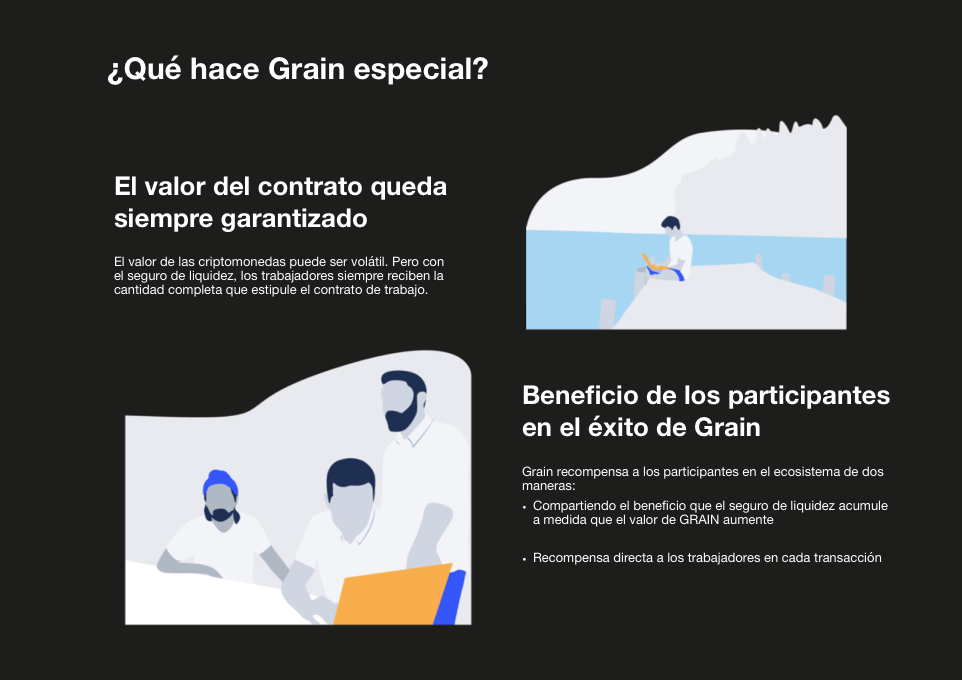 ¿Qué hace Grain especial?
El valor del contrato queda
siempre garantizado
El valor de las criptomonedas puede ser volátil. Pero con
el seguro de liquidez, los trabajadores siempre reciben la
cantidad completa que estipule el contrato de trabajo.
Beneficio de los participantes
en el éxito de Grain
Grain recompensa a los participantes en el ecosistema de dos
maneras:
• Compartiendo el beneficio que el seguro de liquidez acumule
a medida que el valor de GRAIN aumente
• Recompensa directa a los trabajadores en cada transacción